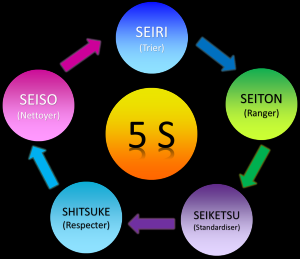 SEIRI
(Trier)
SEITON
(Ranger)
SEIKETSU
(Standardiser)
SHITSUKE
(Respecter)
SEISO
(Nettoyer)
5 S